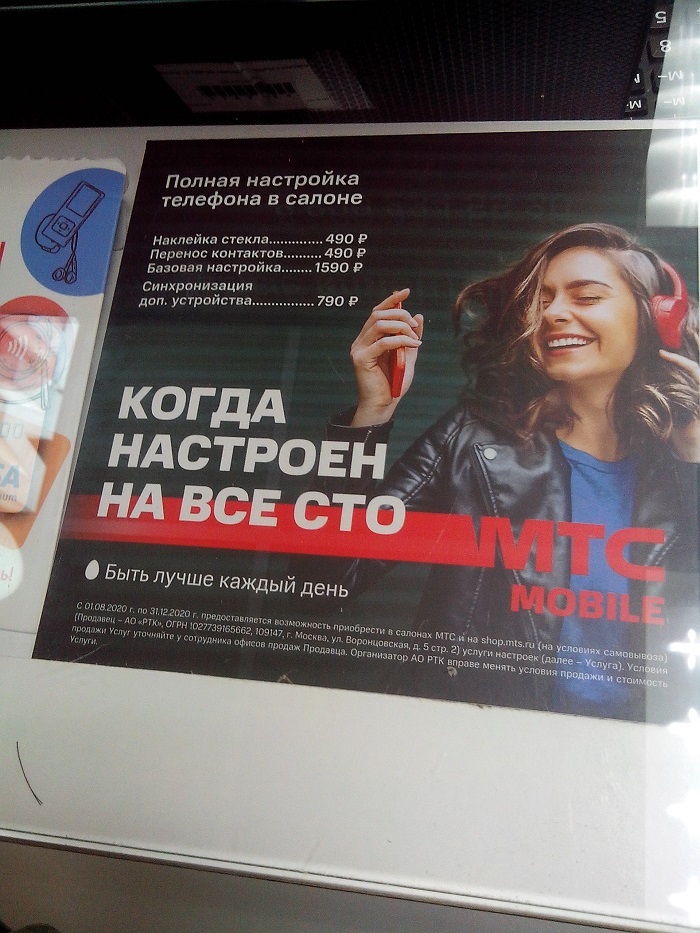 Полная настройка
телефона в салоне
Наклейка стекла.............. 490 ₽
Перенос контактов......... 490 ₽
Базовая настройка........ 1590 ₽
Синхронизация
доп. устройства................ 790 ₽
КОГДА
НАСТРОЕН
НА ВСЕ СТО
МТС
MOBILE
Быть лучше каждый день
С 01.08.2020 г. по 31.12.2020 г. предоставляется возможность приобрести в салонах МТС и на shop.mts.ru (на условиях самовывоза)
(Продавец – АО «РТК», ОГРН 1027739165662, 109147, г. Москва, ул. Воронцовская, д. 5 стр. 2) услуги настроек (далее – Услуга). Условия
продажи Услуг уточняйте у сотрудника офисов продаж Продавца. Организатор АО РТК вправе менять условия продажи и стоимость
Услуги.